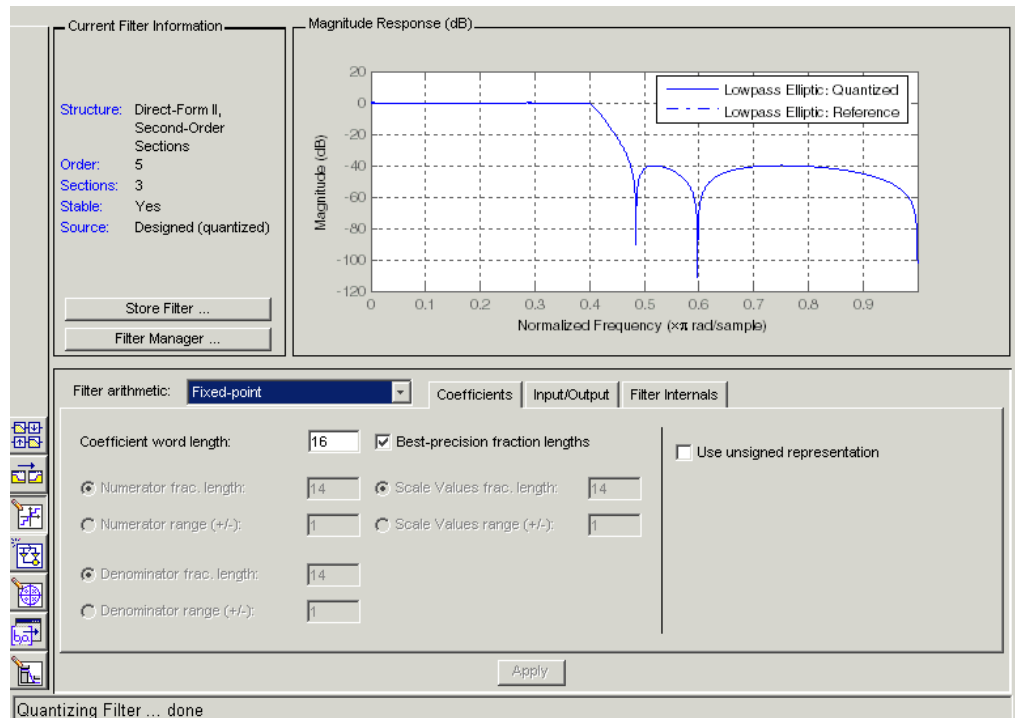 Current Filter Information
Structure: Direct-Form II,
Second-Order
Sections
Order: 5
Sections: 3
Stable: Yes
Source: Designed (quantized)
Store Filter ...
Filter Manager ...
Magnitude Response (dB)
20
0
-20
-40
-60
-80
-100
-120
Magnitude (dB)
Lowpass Elliptic: Quantized
Lowpass Elliptic: Reference
0 0.1 0.2 0.3 0.4 0.5 0.6 0.7 0.8 0.9
Normalized Frequency (×π rad/sample)
Filter arithmetic: Fixed-point
Coefficients Input/Output Filter Internals
Coefficient word length: 16 Best-precision fraction lengths
Use unsigned representation
Numerator frac. length: 14 Scale Values frac. length: 14
Numerator range (+/-): 1 Scale Values range (+/-): 1
Denominator frac. length: 14
Denominator range (+/-): 1
[b,a]
Apply
Quantizing Filter ... done